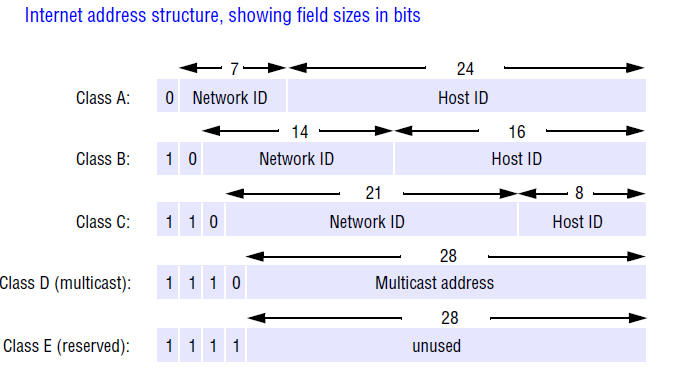 Internet address structure, showing field sizes in bits
7 24
Class A: 0 Network ID Host ID
14 16
Class B: 1 0 Network ID Host ID
21 8
Class C: 1 1 0 Network ID Host ID
28
Class D (multicast): 1 1 1 0 Multicast address
28
Class E (reserved): 1 1 1 1 unused